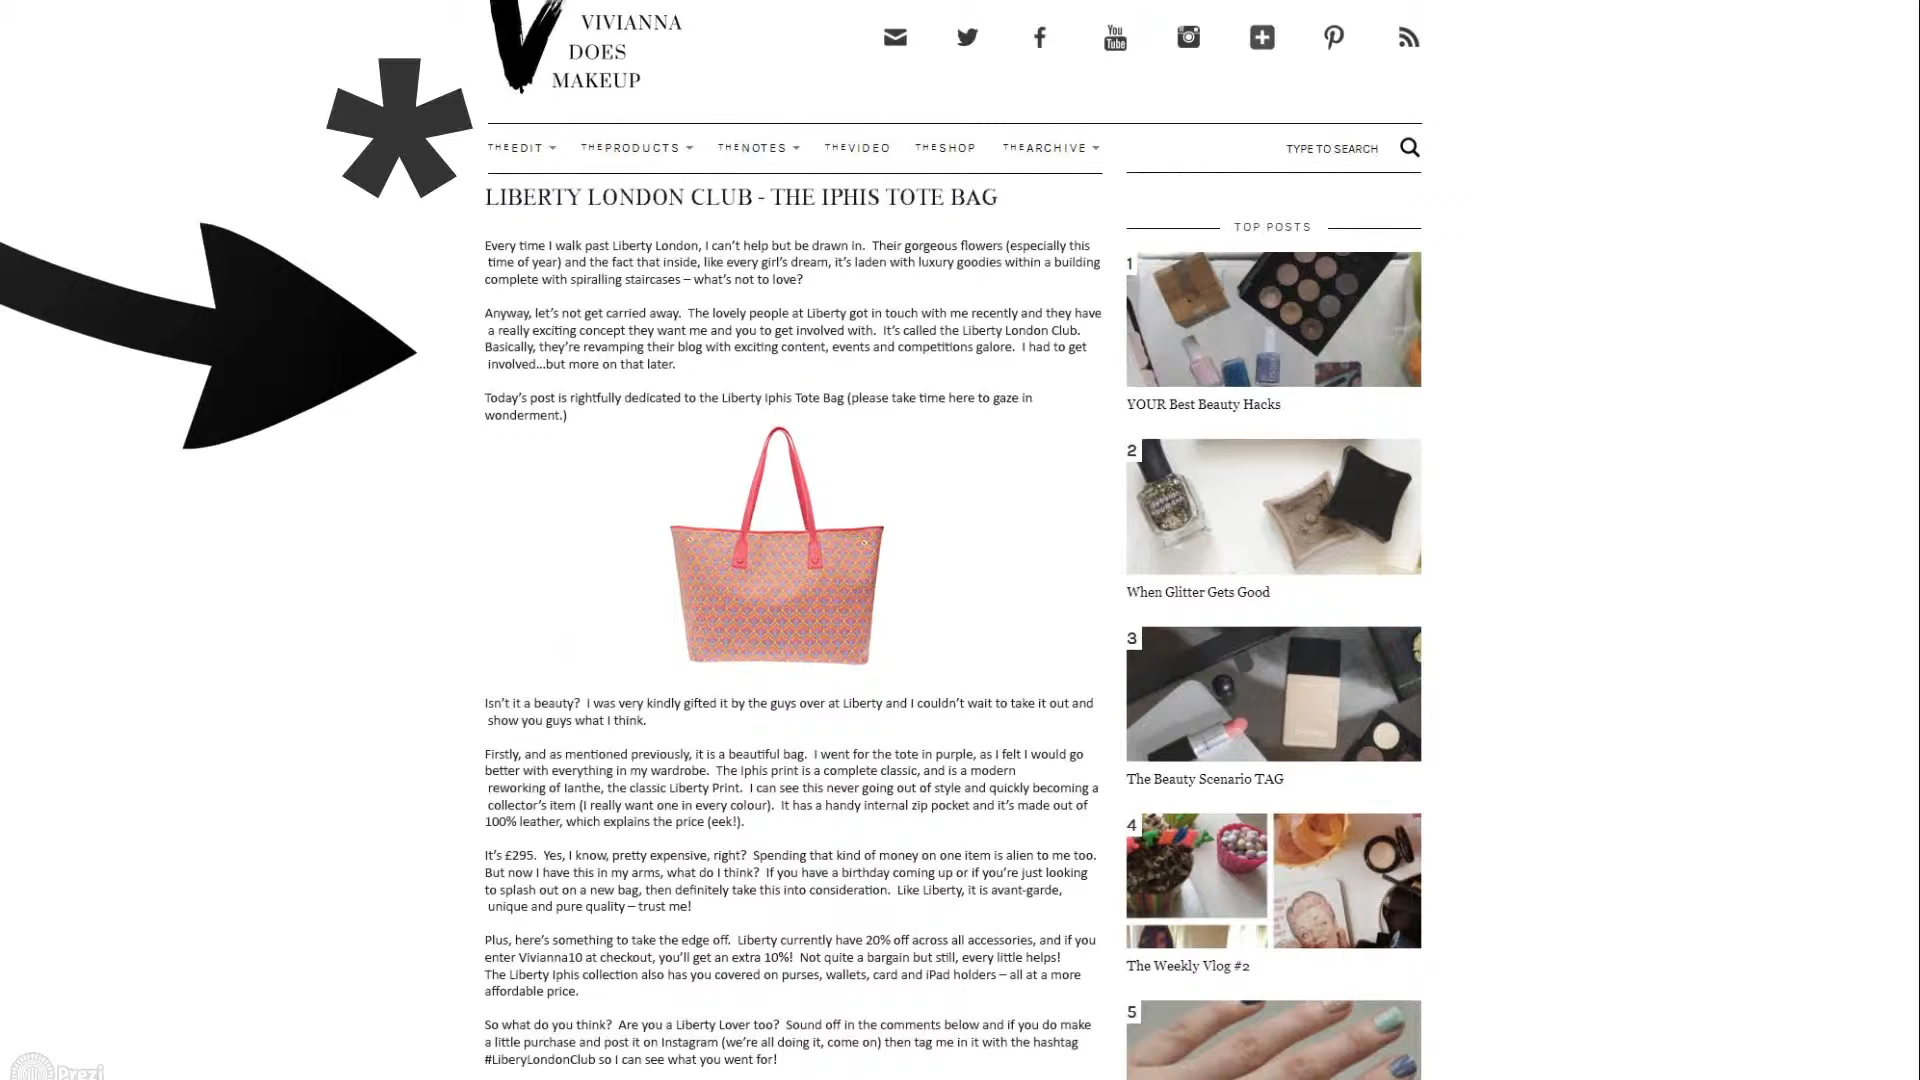 VIVIANNA
DOES
MAKEUP
You
Tube
THEEDIT
THEPRODUCTS
THENOTES
THEVIDEO
THESHOP
THEARCHIVE
TYPE TO SEARCH
LIBERTY LONDON CLUB - THE IPHIS TOTE BAG
Every time I walk past Liberty London, I can't help but be drawn in. Their gorgeous flowers (especially this
time of year) and the fact that inside, like every girl's dream, it's laden with luxury goodies within a building
complete with spiralling staircases – what's not to love?
Anyway, let's not get carried away. The lovely people at Liberty got in touch with me recently and they have
a really exciting concept they want me and you to get involved with. It's called the Liberty London Club.
Basically, they're revamping their blog with exciting content, events and competitions galore. I had to get
involved...but more on that later.
Today's post is rightfully dedicated to the Liberty Iphis Tote Bag (please take time here to gaze in
wonderment.)
Isn't it a beauty? I was very kindly gifted it by the guys over at Liberty and I couldn't wait to take it out and
show you guys what I think.
Firstly, and as mentioned previously, it is a beautiful bag. I went for the tote in purple, as I felt I would go
better with everything in my wardrobe. The Iphis print is a complete classic, and is a modern
reworking of Ianthe, the classic Liberty Print. I can see this never going out of style and quickly becoming a
collector's item (I really want one in every colour). It has a handy internal zip pocket and it's made out of
100% leather, which explains the price (eek!).
It's £295. Yes, I know, pretty expensive, right? Spending that kind of money on one item is alien to me too.
But now I have this in my arms, what do I think? If you have a birthday coming up or if you're just looking
to splash out on a new bag, then definitely take this into consideration. Like Liberty, it is avant-garde,
unique and pure quality – trust me!
Plus, here's something to take the edge off. Liberty currently have 20% off across all accessories, and if you
enter Vivianna10 at checkout, you'll get an extra 10%! Not quite a bargain but still, every little helps!
The Liberty Iphis collection also has you covered on purses, wallets, card and iPad holders – all at a more
affordable price.
So what do you think? Are you a Liberty Lover too? Sound off in the comments below and if you do make
a little purchase and post it on Instagram (we're all doing it, come on) then tag me in it with the hashtag
#LiberyLondonClub so I can see what you went for!
TOP POSTS
1
YOUR Best Beauty Hacks
2
When Glitter Gets Good
3
The Beauty Scenario TAG
4
The Weekly Vlog #2
5
Prezi